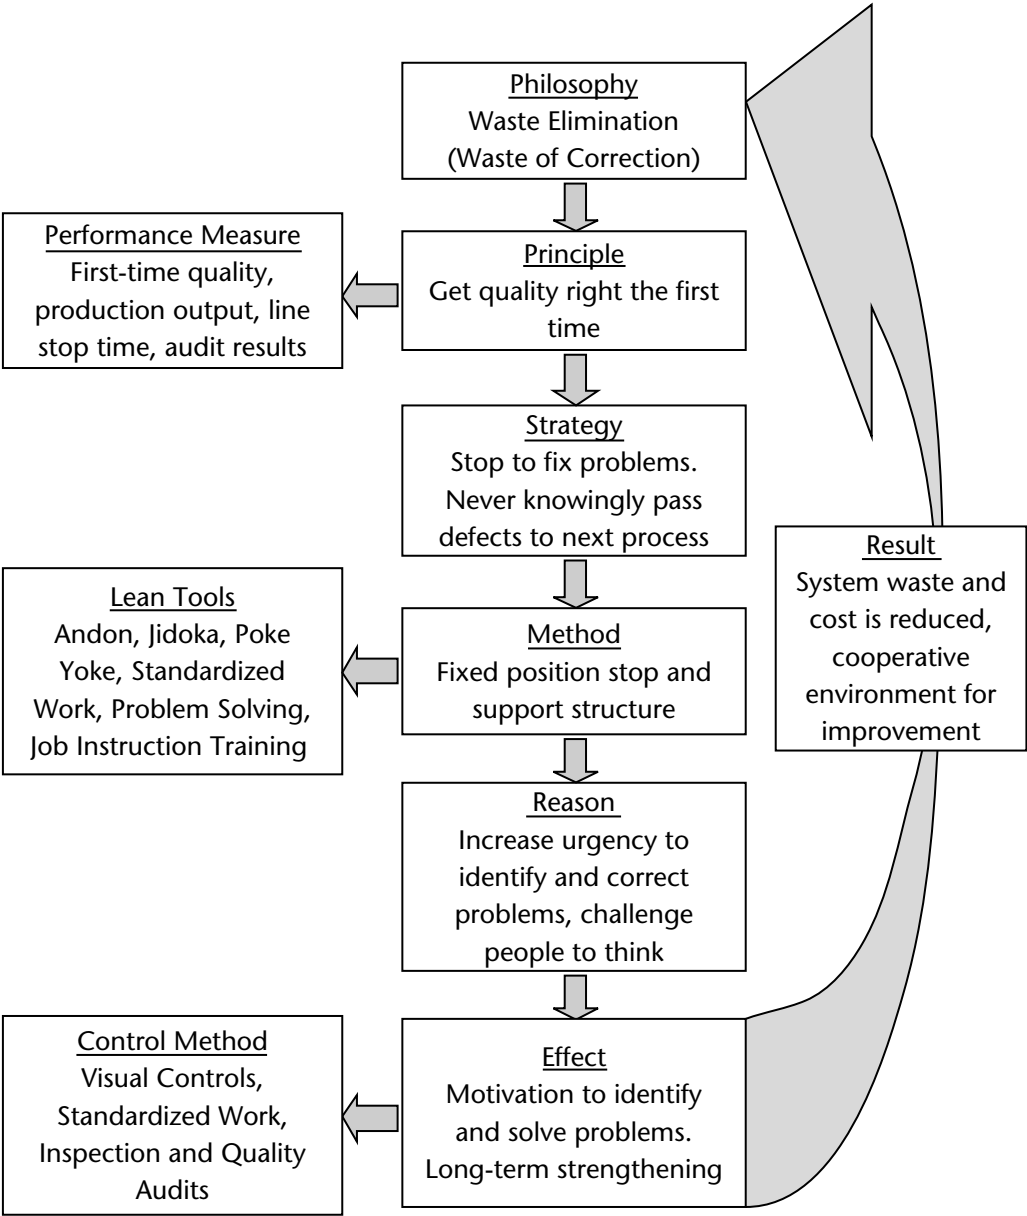 Philosophy
Waste Elimination
(Waste of Correction)
Performance Measure
First-time quality,
production output, line
stop time, audit results
Principle
Get quality right the first
time
Strategy
Stop to fix problems.
Never knowingly pass
defects to next process
Lean Tools
Andon, Jidoka, Poke
Yoke, Standardized
Work, Problem Solving,
Job Instruction Training
Method
Fixed position stop and
support structure
Result
System waste and
cost is reduced,
cooperative
environment for
improvement
Reason
Increase urgency to
identify and correct
problems, challenge
people to think
Control Method
Visual Controls,
Standardized Work,
Inspection and Quality
Audits
Effect
Motivation to identify
and solve problems.
Long-term strengthening